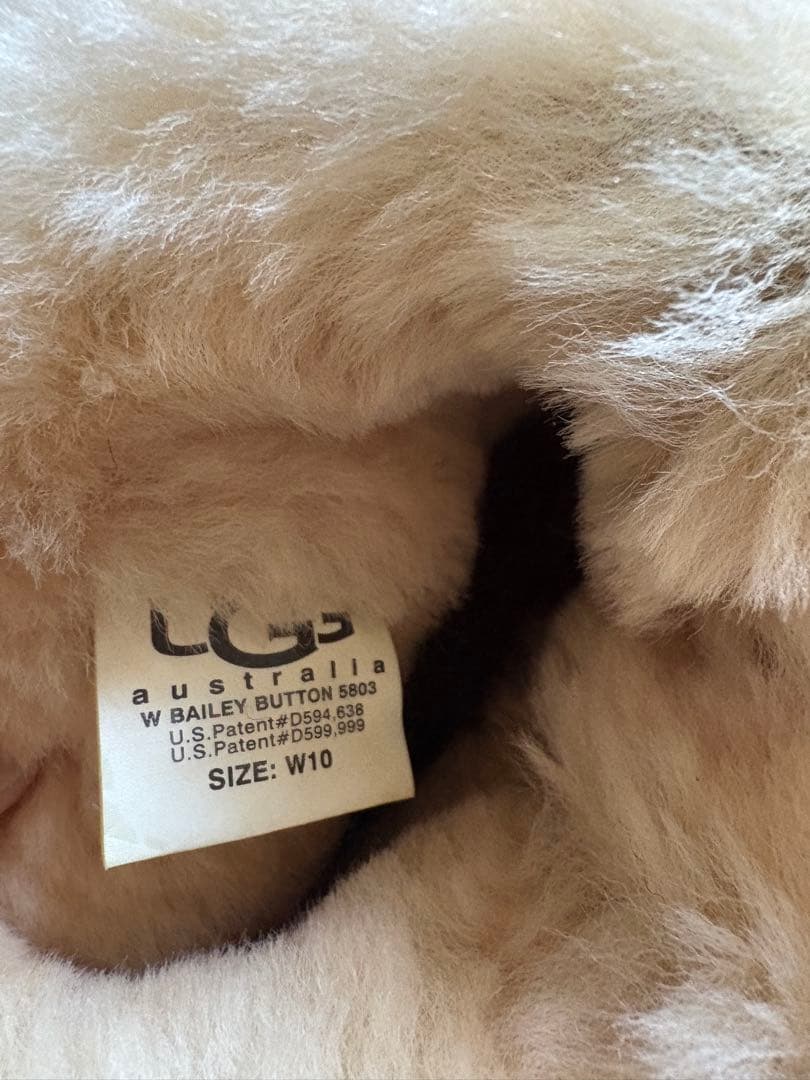 UGG
australia
W BAILEY BUTTON 5803
U.S.Patent#D594,638
U.S.Patent#D599,999
SIZE: W10